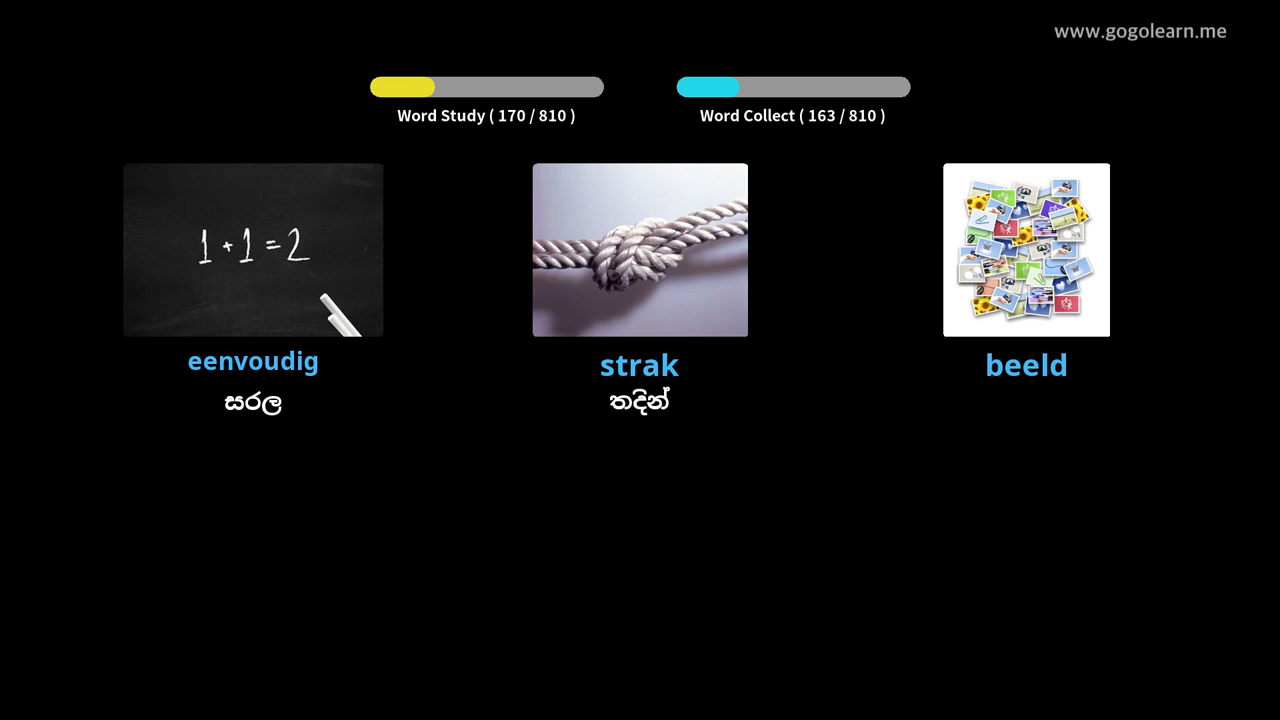 www.gogolearn.me
Word Study ( 170 / 810 )
Word Collect ( 163 / 810 )
1 + 1 = 2
eenvoudig
සරල
strak
තදින්
beeld